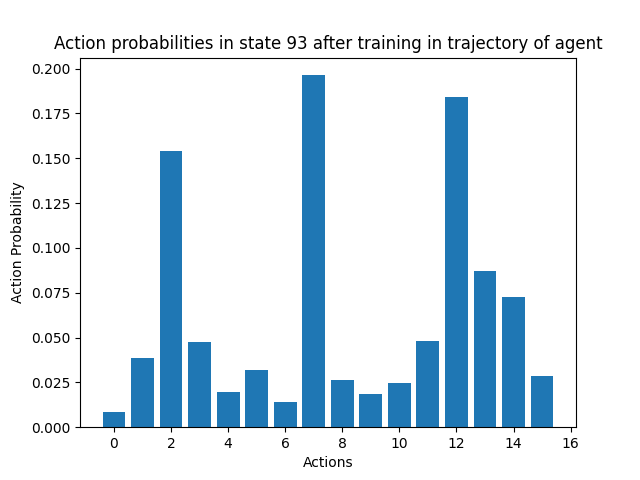 Action probabilities in state 93 after training in trajectory of agent
0.200
0.175
0.150
0.125
0.100
0.075
0.050
0.025
0.000
Action Probability
0 2 4 6 8 10 12 14 16
Actions